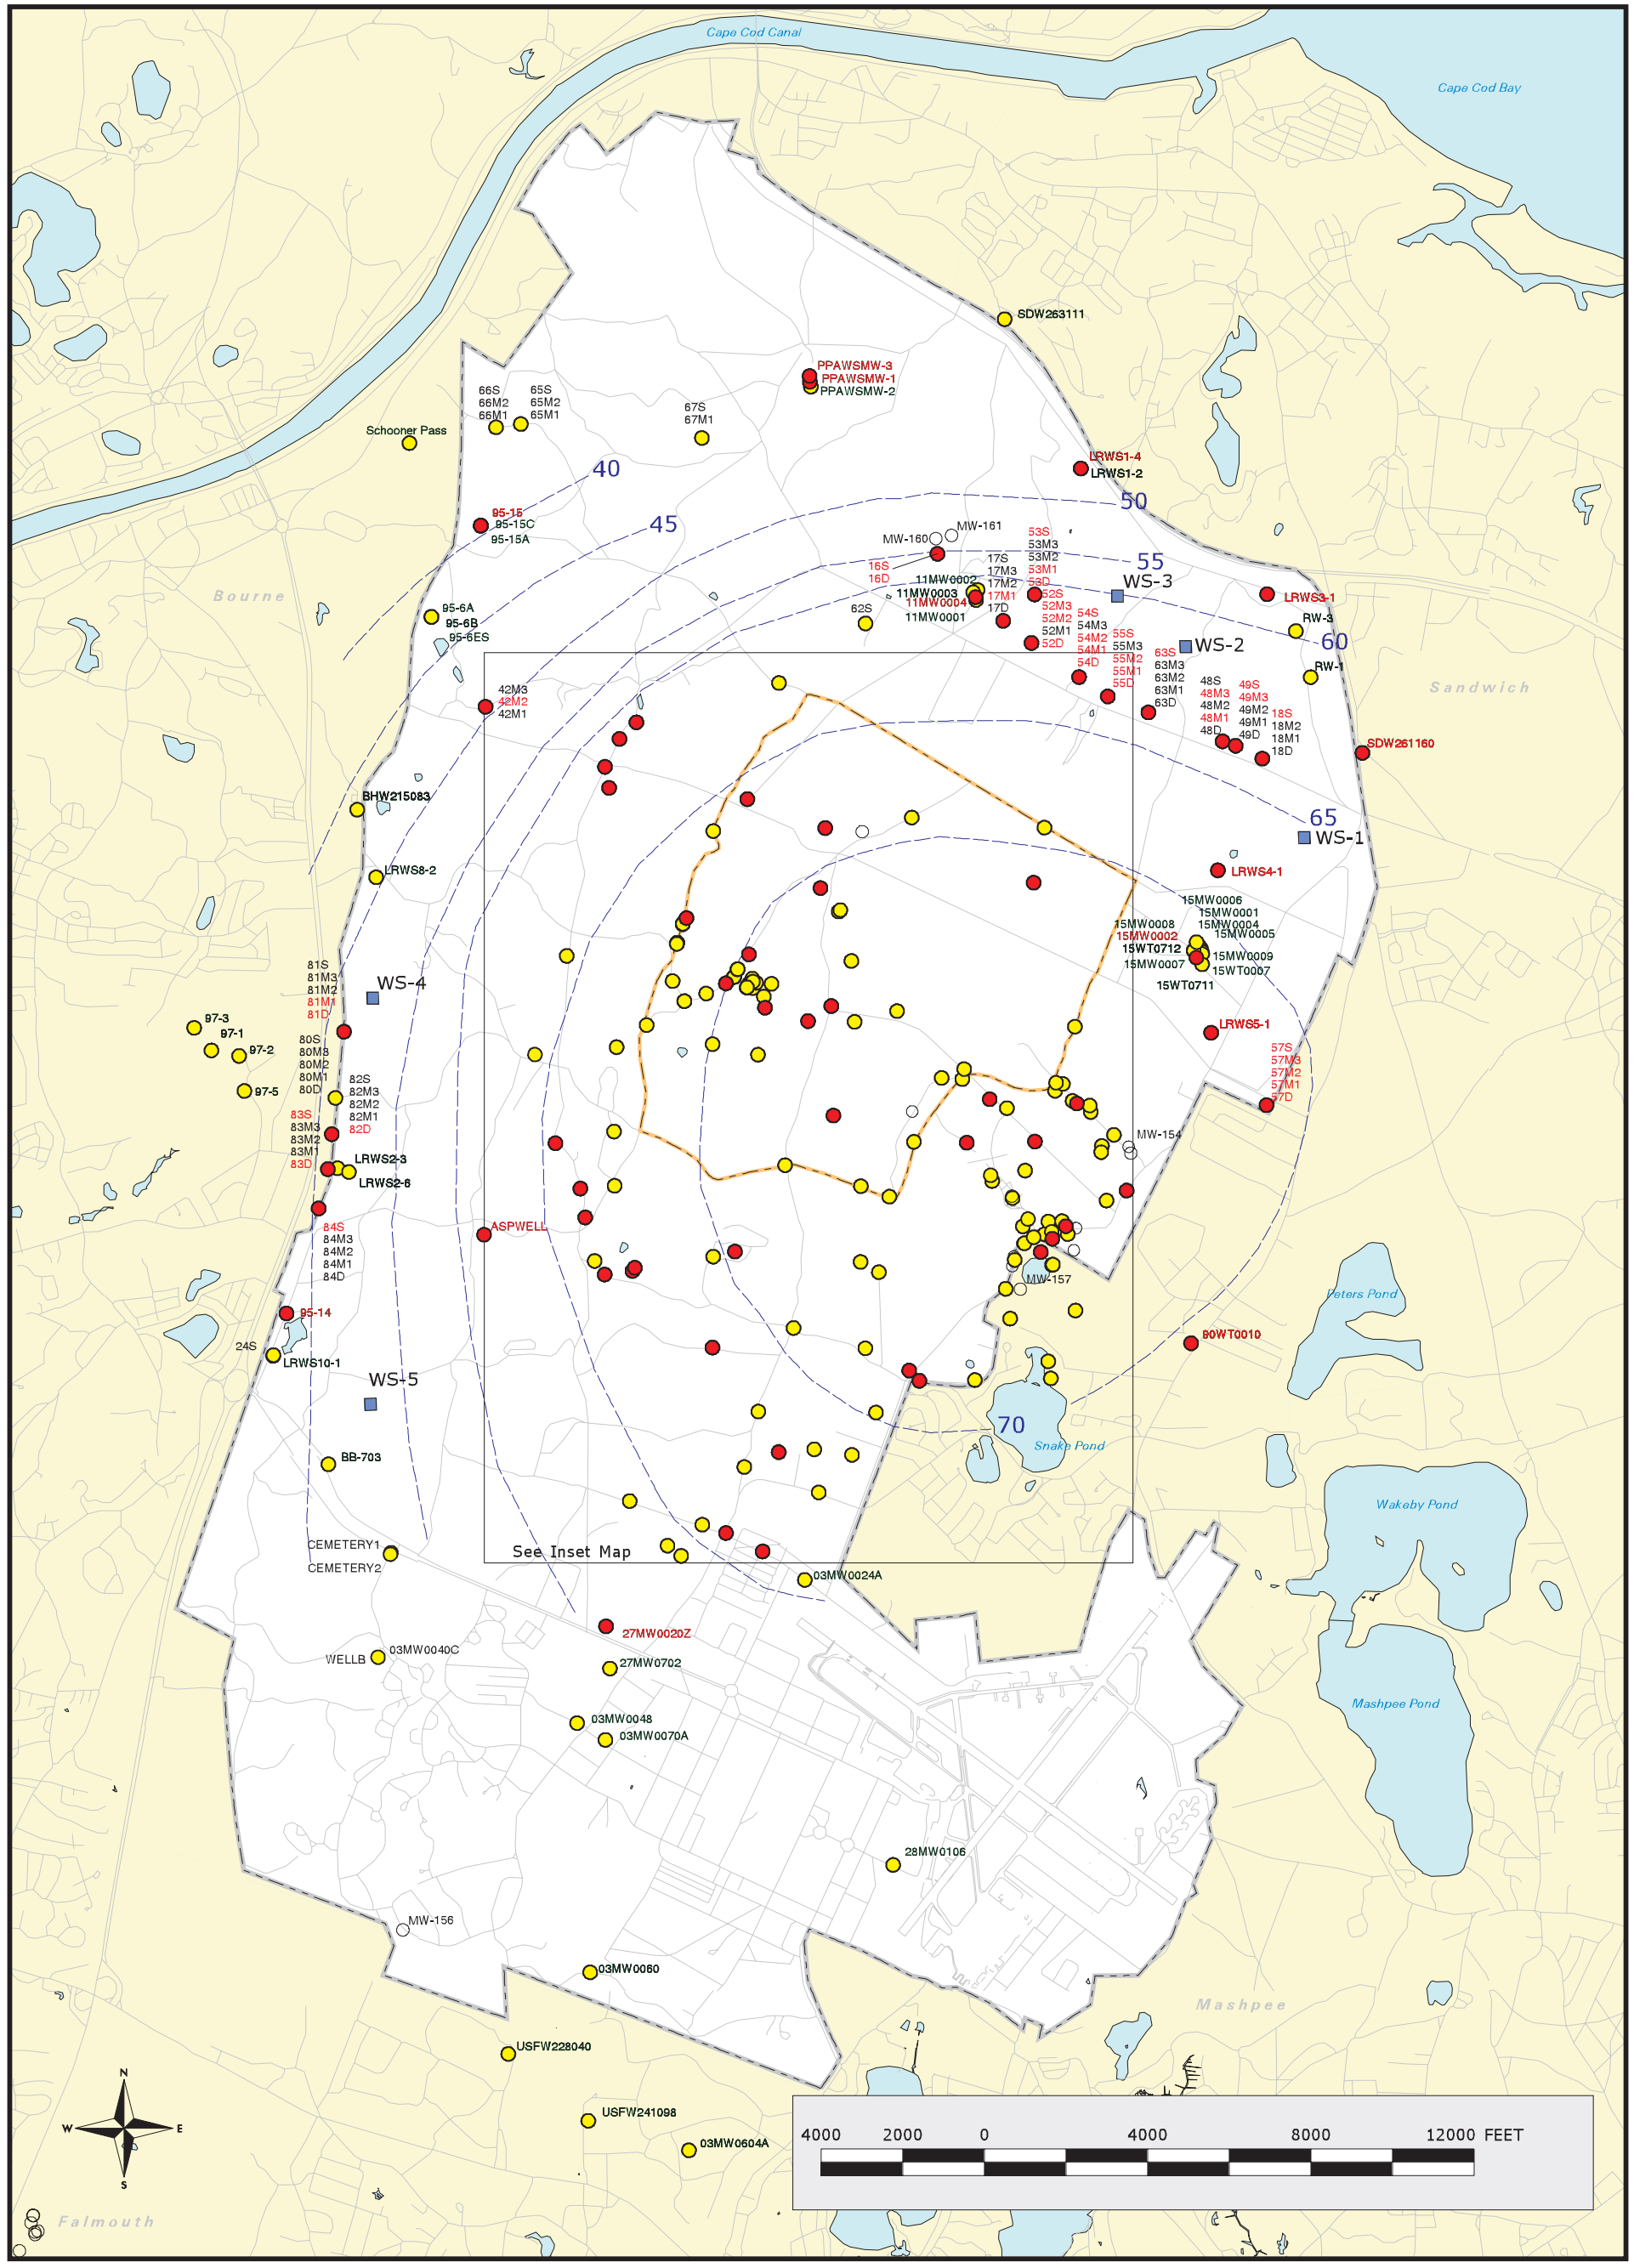 Cape Cod Canal
Cape Cod Bay
SDW263111
PPAWSMW-3
PPAWSMW-1
PPAWSMW-2
66S
66M2
66M1
65S
65M2
65M1
67S
67M1
Schooner Pass
LRWS1-4
LRWS1-2
40
45
50
95-15
95-15C
95-15A
MW-161
MW-160
16S
16D
55
WS-3
53S
53M3
53M2
53M1
53D
17S
17M3
17M2
17M1
17D
11MW0002
11MW0003
11MW0004
11MW0001
Bourne
95-6A
95-6B
95-6ES
62S
52S
52M3
52M2
52M1
52D
54S
54M3
54M2
54M1
54D
55S
55M3
55M2
55M1
55D
LRWS3-1
RW-3
60
WS-2
RW-1
63S
63M3
63M2
63M1
63D
48S
48M3
48M2
48M1
48D
49S
49M3
49M2
49M1
49D
18S
18M2
18M1
18D
Sandwich
SDW261160
42M3
42M2
42M1
BHW215083
65
WS-1
LRWS8-2
LRWS4-1
15MW0006
15MW0001
15MW0004
15MW0005
15MW0008
15MW0002
15WT0712
15MW0007
15MW0009
15WT0007
15WT0711
81S
81M3
81M2
81M1
81D
WS-4
97-3
97-1
97-2
97-5
80S
80M3
80M2
80M1
80D
LRWS5-1
57S
57M3
57M2
57M1
57D
82S
82M3
82M2
82M1
82D
83S
83M3
83M2
83M1
83D
MW-154
LRWS2-3
LRWS2-6
ASPWELL
84S
84M3
84M2
84M1
84D
MW-157
Peters Pond
95-14
24S
LRWS10-1
90WT0010
WS-5
70
Snake Pond
BB-703
Wakeby Pond
CEMETERY1
CEMETERY2
See Inset Map
03MW0024A
27MW0020Z
WELLB
03MW0040C
27MW0702
Mashpee Pond
03MW0048
03MW0070A
28MW0106
MW-156
03MW0060
Mashpee
USFW228040
USFW241098
03MW0604A
N
W
E
S
4000 2000 0 4000 8000 12000 FEET
Falmouth